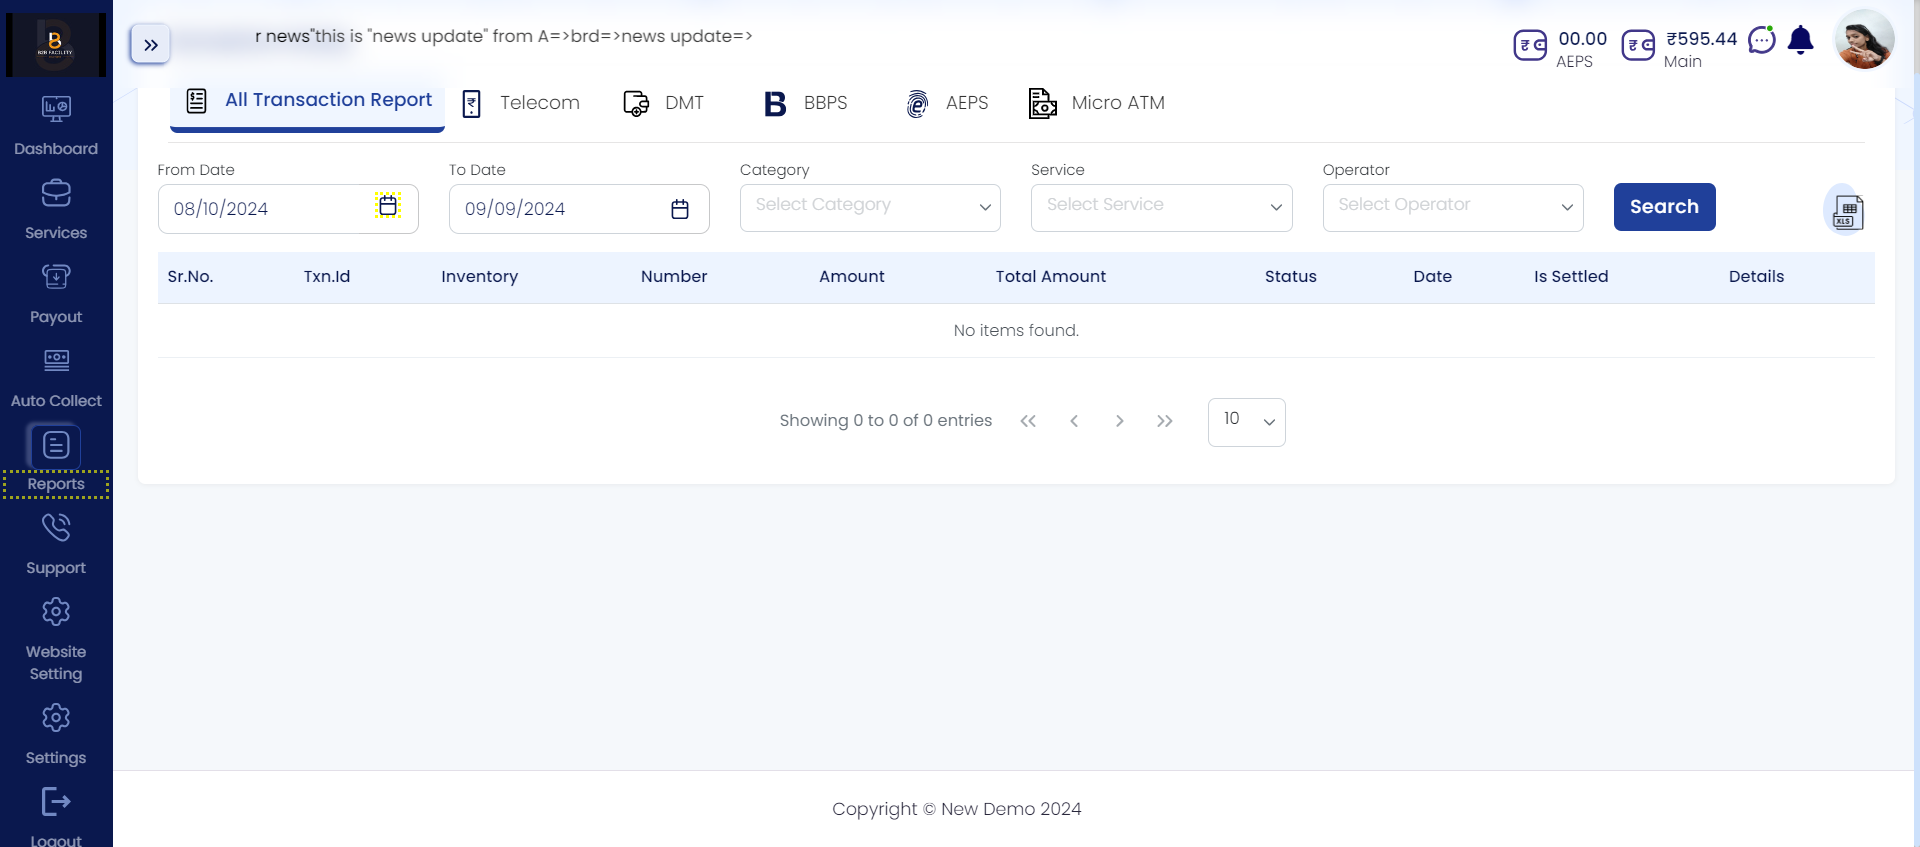 B2B FACILITY
r news"this is "news update" from A=>brd=>news update=>
00.00
AEPS
₹595.44
Main
All Transaction Report
Telecom
DMT
BBPS
AEPS
Micro ATM
Dashboard
Services
Payout
Auto Collect
Reports
Support
Website
Setting
Settings
Logout
From Date
To Date
Category
Service
Operator
08/10/2024
09/09/2024
Select Category
Select Service
Select Operator
Search
XLS
Sr.No.
Txn.Id
Inventory
Number
Amount
Total Amount
Status
Date
Is Settled
Details
No items found.
Showing 0 to 0 of 0 entries
10
Copyright © New Demo 2024